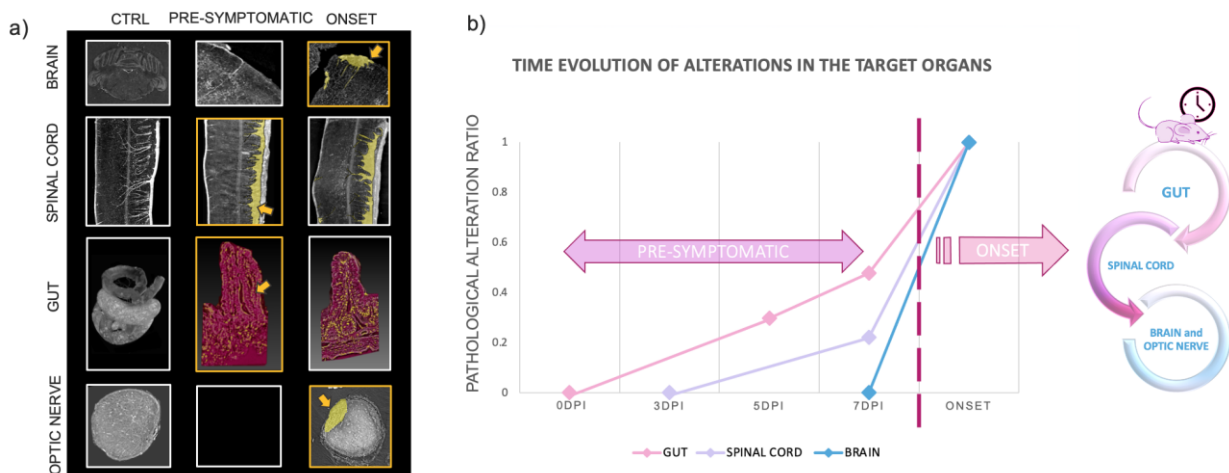 a)
CTRL PRE-SYMPTOMATIC ONSET
BRAIN
SPINAL CORD
GUT
OPTIC NERVE
b)
TIME EVOLUTION OF ALTERATIONS IN THE TARGET ORGANS
PATHOLOGICAL ALTERATION RATIO
1
0.8
0.6
0.4
0.2
0
PRE-SYMPTOMATIC
ONSET
0DPI 3DPI 5DPI 7DPI ONSET
GUT SPINAL CORD BRAIN
GUT
SPINAL CORD
BRAIN and
OPTIC NERVE